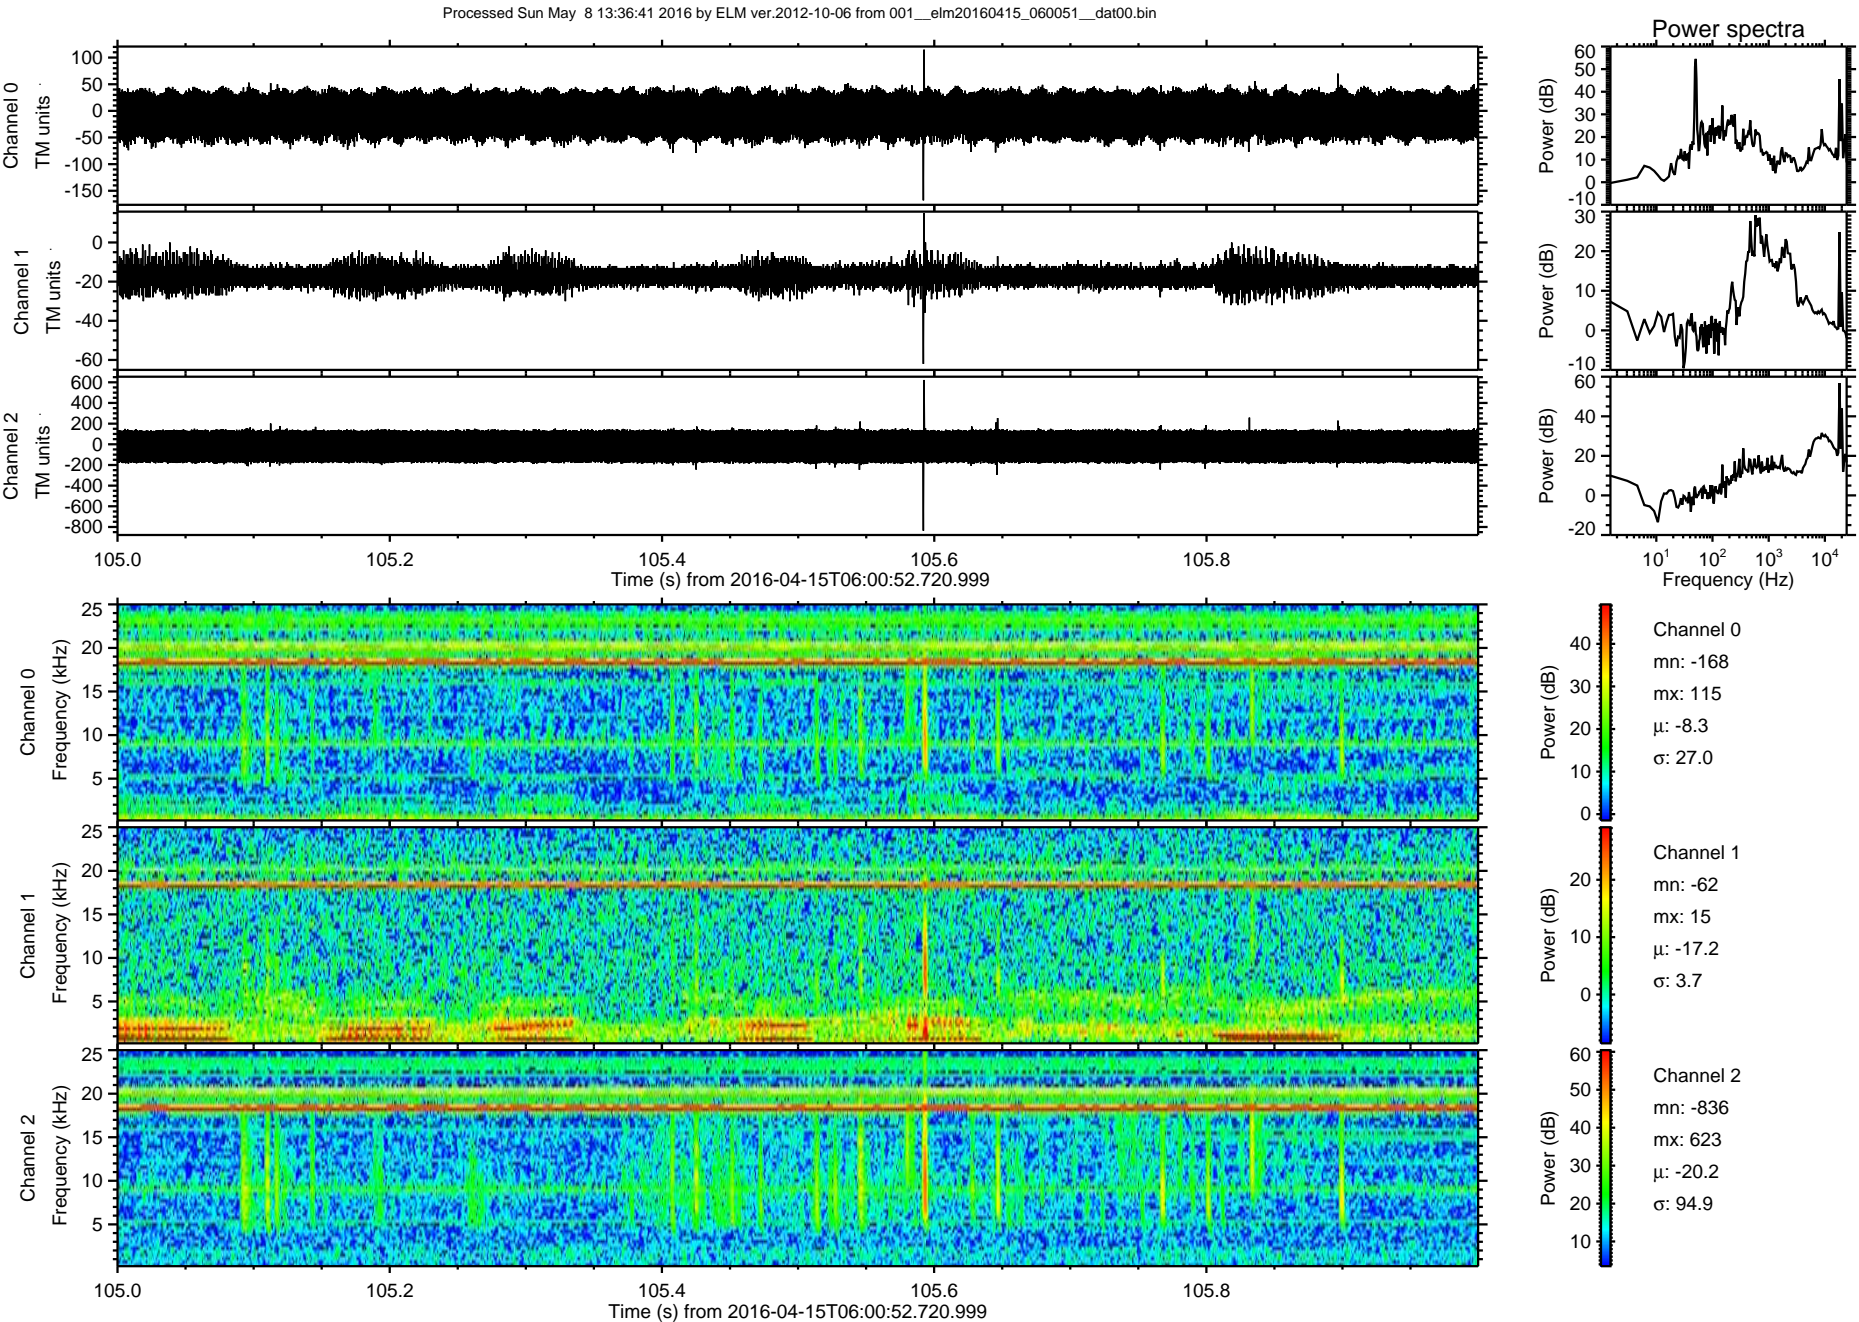 Processed Sun May  8 13:36:41 2016 by ELM ver.2012-10-06 from 001__elm20160415_060051__dat00.bin
Power spectra
Channel 0
TM units
100
50
0
-50
-100
-150
Power (dB)
60
50
40
30
20
10
0
-10
Channel 1
TM units
0
-20
-40
-60
Power (dB)
30
20
10
0
-10
Channel 2
TM units
600
400
200
0
-200
-400
-600
-800
Power (dB)
60
40
20
0
-20
105.0 105.2 105.4 105.6 105.8
Time (s) from 2016-04-15T06:00:52.720.999
10^1 10^2 10^3 10^4
Frequency (Hz)
Channel 0
Frequency (kHz)
25
20
15
10
5
Power (dB)
40
30
20
10
0
Channel 0
mn: -168
mx: 115
μ: -8.3
σ: 27.0
Channel 1
Frequency (kHz)
25
20
15
10
5
Power (dB)
20
10
0
Channel 1
mn: -62
mx: 15
μ: -17.2
σ: 3.7
Channel 2
Frequency (kHz)
25
20
15
10
5
Power (dB)
60
50
40
30
20
10
Channel 2
mn: -836
mx: 623
μ: -20.2
σ: 94.9
105.0 105.2 105.4 105.6 105.8
Time (s) from 2016-04-15T06:00:52.720.999